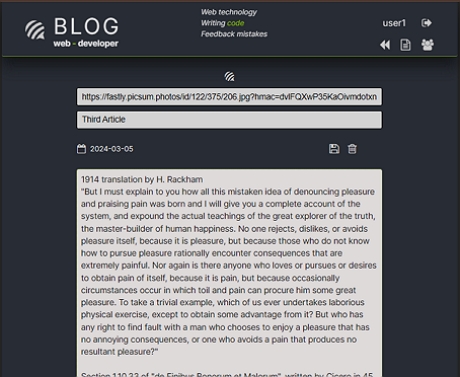 BLOG
web - developer
Web technology
Writing code
Feedback mistakes
user1
https://fastly.picsum.photos/id/122/375/206.jpg?hmac=dvlFQXwP35KaOivmdotxn
Third Article
2024-03-05
1914 translation by H. Rackham
"But I must explain to you how all this mistaken idea of denouncing pleasure
and praising pain was born and I will give you a complete account of the
system, and expound the actual teachings of the great explorer of the truth,
the master-builder of human happiness. No one rejects, dislikes, or avoids
pleasure itself, because it is pleasure, but because those who do not know
how to pursue pleasure rationally encounter consequences that are
extremely painful. Nor again is there anyone who loves or pursues or desires
to obtain pain of itself, because it is pain, but because occasionally
circumstances occur in which toil and pain can procure him some great
pleasure. To take a trivial example, which of us ever undertakes laborious
physical exercise, except to obtain some advantage from it? But who has
any right to find fault with a man who chooses to enjoy a pleasure that has
no annoying consequences, or one who avoids a pain that produces no
resultant pleasure?"
Section 1.10.33 of "de Finibus Bonorum et Malorum", written by Cicero in 45